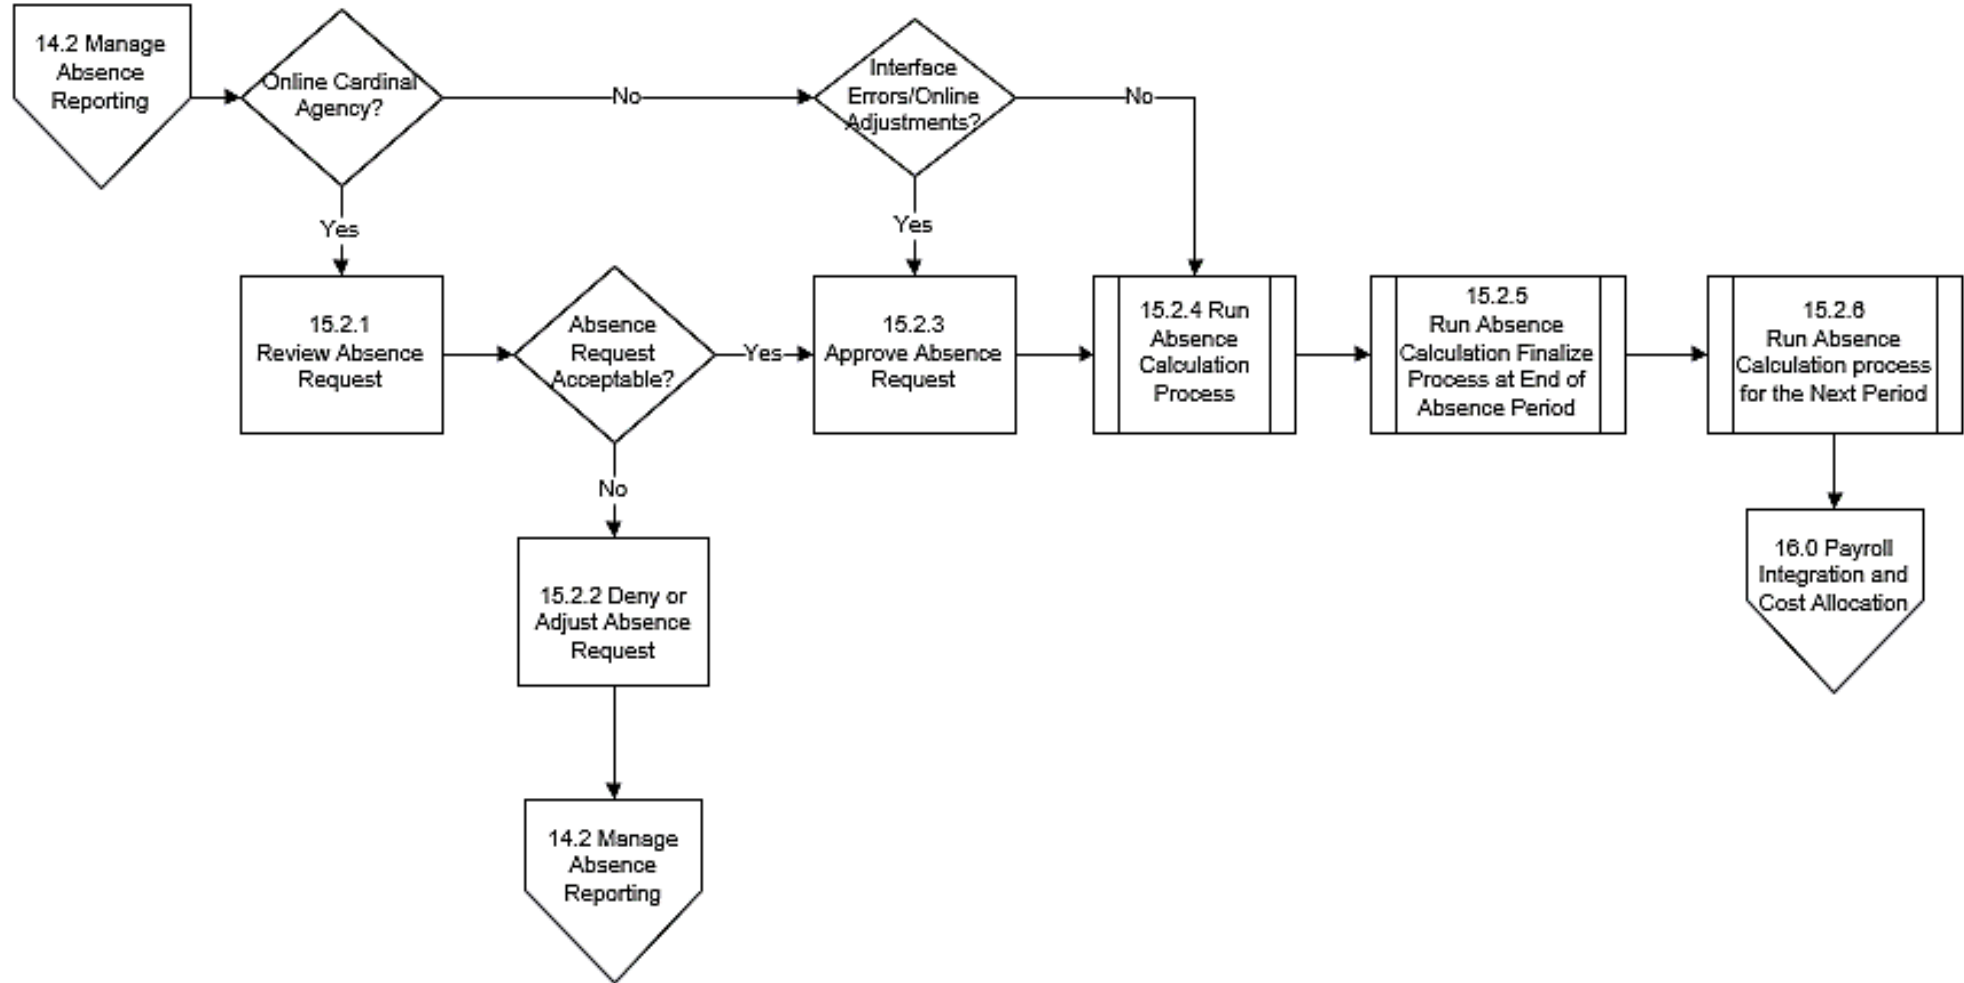 14.2 Manage
Absence
Reporting
Online Cardinal
Agency?
No
Interface
Errors/Online
Adjustments?
No
Yes
Yes
15.2.1
Review Absence
Request
Absence
Request
Acceptable?
Yes
15.2.3
Approve Absence
Request
15.2.4 Run
Absence
Calculation
Process
15.2.5
Run Absence
Calculation Finalize
Process at End of
Absence Period
15.2.6
Run Absence
Calculation process
for the Next Period
No
15.2.2 Deny or
Adjust Absence
Request
16.0 Payroll
Integration and
Cost Allocation
14.2 Manage
Absence
Reporting